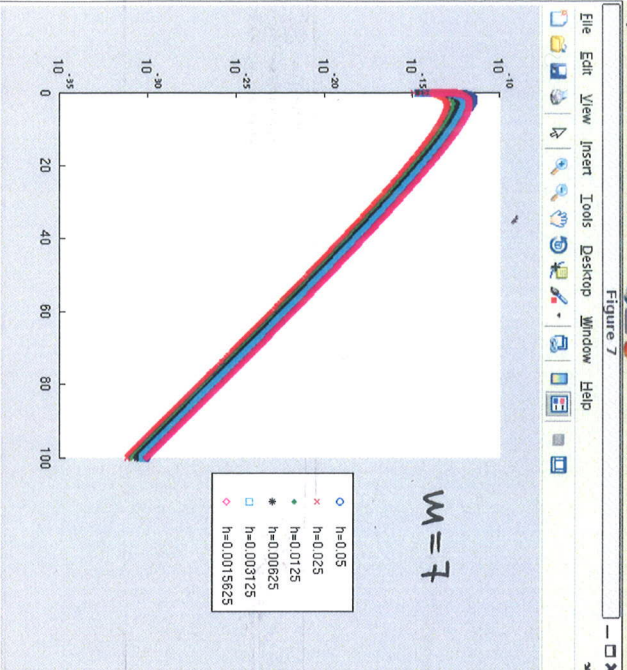 Figure 7
File Edit View Insert Tools Desktop Window Help
10 -10
10 -15
10 -20
10 -25
10 -30
10 -35
0 20 40 60 80 100
h=0.05
h=0.025
h=0.0125
h=0.00625
h=0.003125
h=0.0015625
m=7